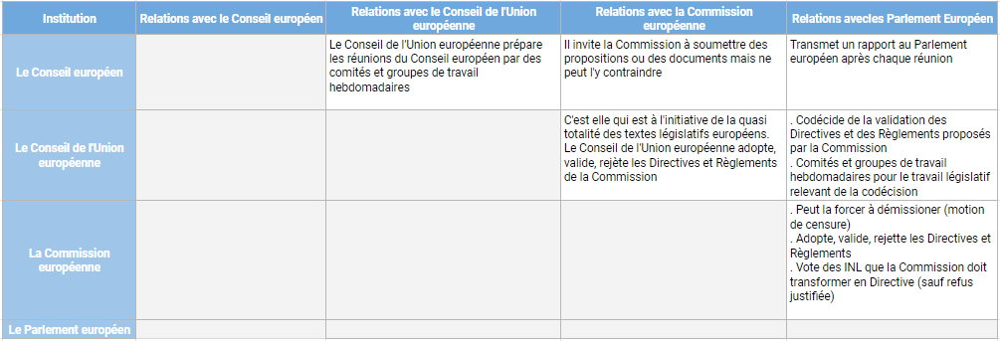 Institution
Relations avec le Conseil européen
Relations avec le Conseil de l'Union
européenne
Relations avec la Commission
européenne
Relations avecles Parlement Européen
Le Conseil européen
Le Conseil de l'Union européenne prépare
les réunions du Conseil européen par des
comités et groupes de travail
hebdomadaires
Il invite la Commission à soumettre des
propositions ou des documents mais ne
peut l'y contraindre
Transmet un rapport au Parlement
européen après chaque réunion
Le Conseil de l'Union
européenne
C'est elle qui est à l'initiative de la quasi
totalité des textes législatifs européens.
Le Conseil de l'Union européenne adopte,
valide, rejète les Directives et Règlements
de la Commission
. Codécide de la validation des
Directives et des Règlements proposés
par la Commission
. Comités et groupes de travail
hebdomadaires pour le travail législatif
relevant de la codécision
La Commission
européenne
. Peut la forcer à démissioner (motion
de censure)
. Adopte, valide, rejette les Directives et
Règlements
. Vote des INL que la Commission doit
transformer en Directive (sauf refus
justifiée)
Le Parlement européen